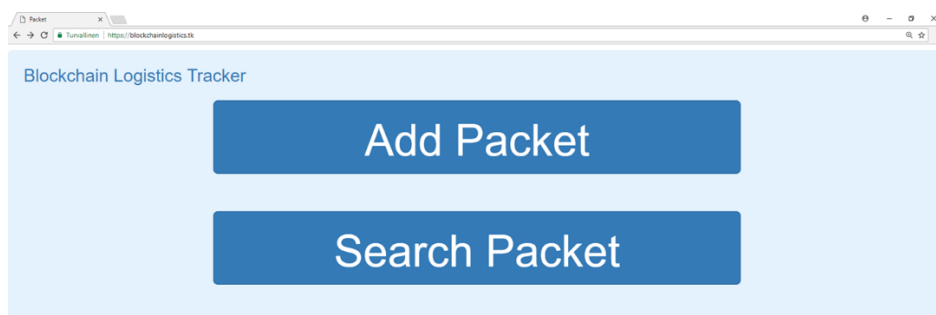 Packet
Turvallinen | https://blockchainlogistics.tk
Blockchain Logistics Tracker
Add Packet
Search Packet